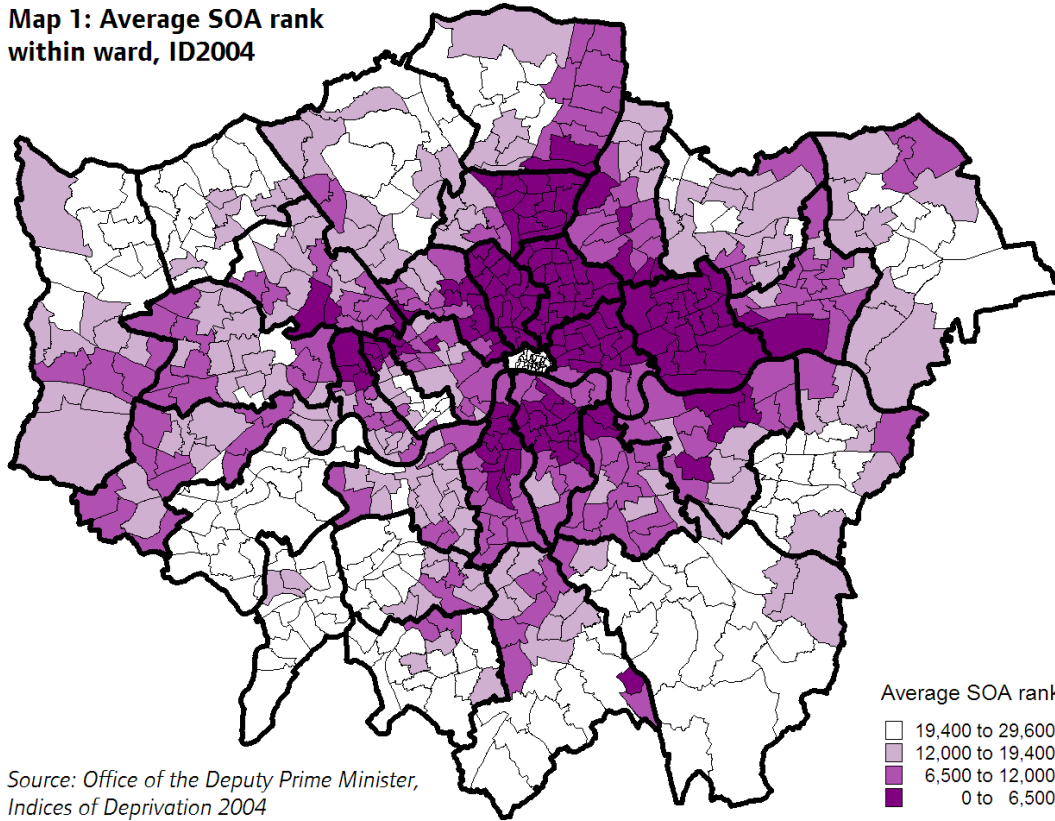 Map 1: Average SOA rank
within ward, ID2004
Average SOA rank
19,400 to 29,600
12,000 to 19,400
6,500 to 12,000
0 to 6,500
Source: Office of the Deputy Prime Minister,
Indices of Deprivation 2004